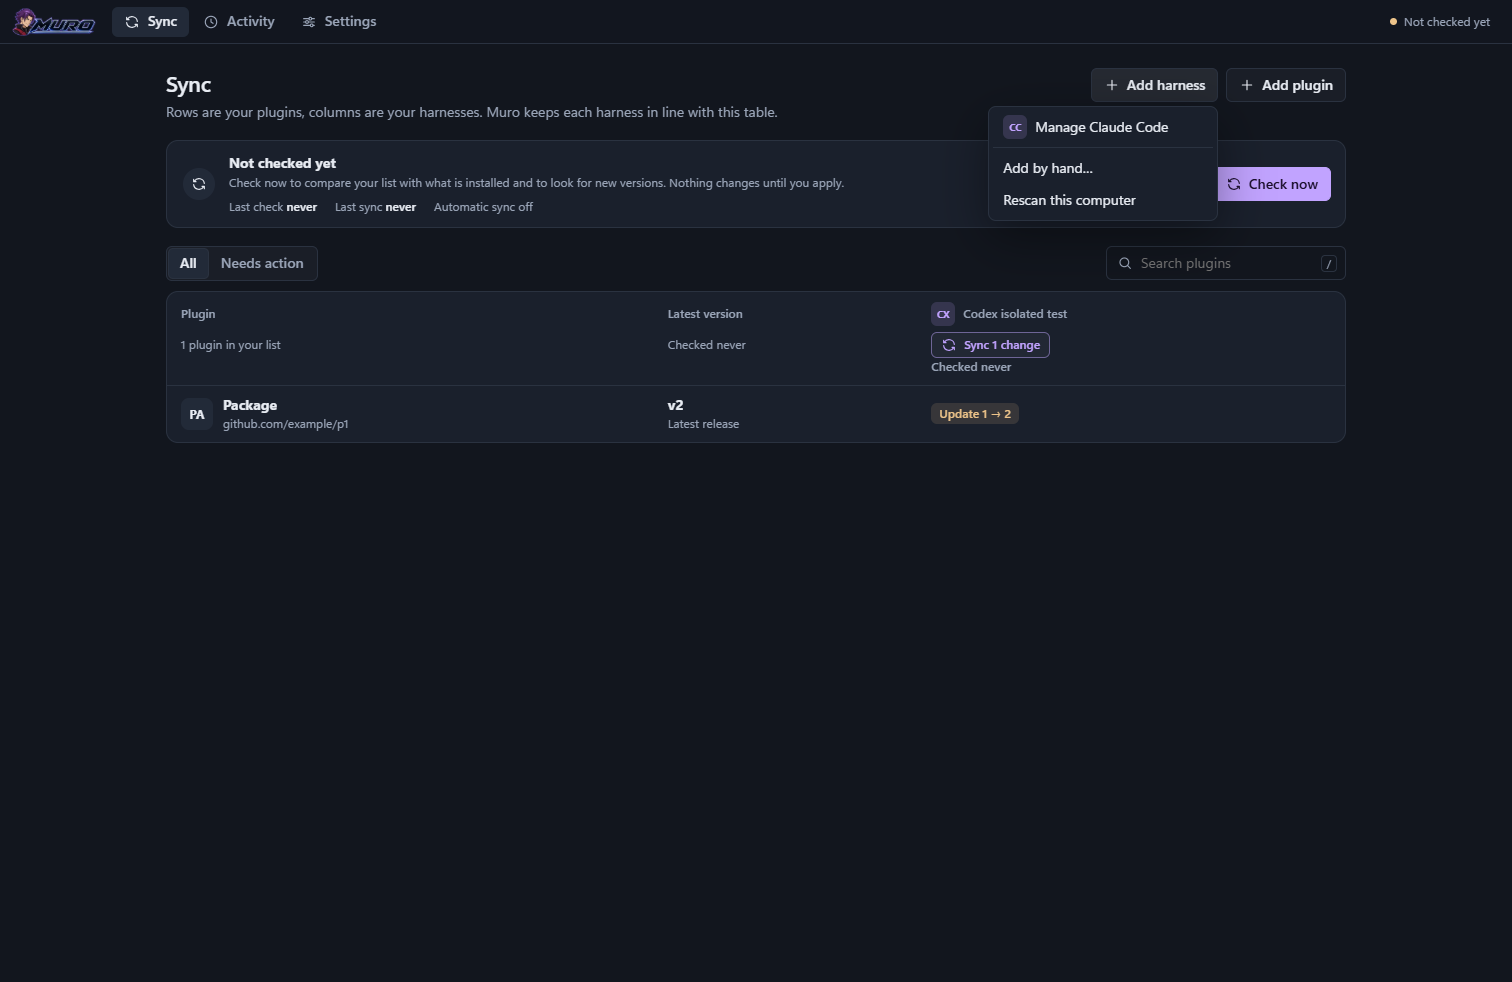 MURO
Sync
Activity
Settings
Not checked yet
Sync
Add harness
Add plugin
Rows are your plugins, columns are your harnesses. Muro keeps each harness in line with this table.
CC Manage Claude Code
Add by hand...
Rescan this computer
Not checked yet
Check now to compare your list with what is installed and to look for new versions. Nothing changes until you apply.
Last check never Last sync never Automatic sync off
Check now
All
Needs action
Search plugins /
Plugin
Latest version
CX Codex isolated test
1 plugin in your list
Checked never
Sync 1 change
Checked never
PA
Package
github.com/example/p1
v2
Latest release
Update 1 → 2